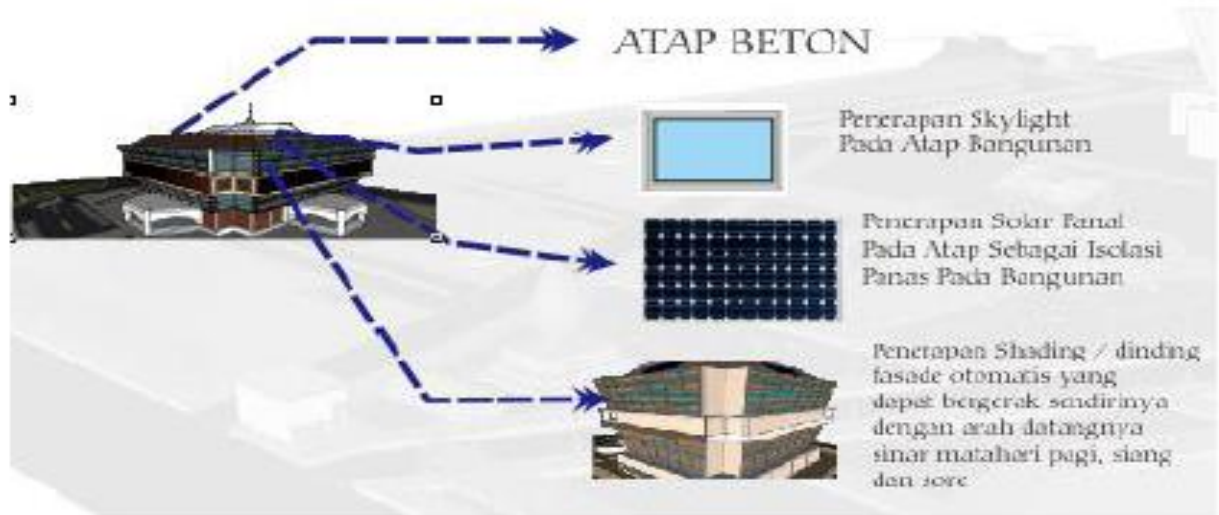 ATAP BETON
Penerapan Skylight
Pada Atap Bangunan
Penerapan Solar Panal
Pada Atap Sebagai Isolasi
Panas Pada Bangunan
Penerapan Shading / dinding
fasade otomatis yang
dapat bergerak sendirinya
dengan arah datangnya
sinar matahari pagi, siang
dan sore